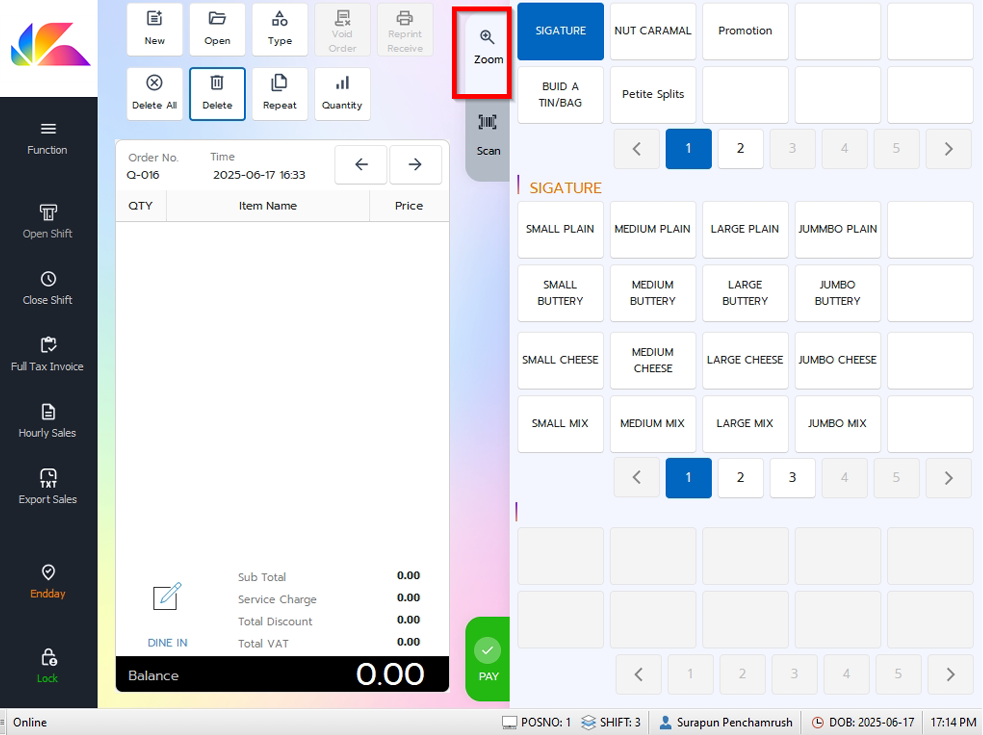 New
Open
Type
Void
Order
Reprint
Receive
Delete All
Delete
Repeat
Quantity
Zoom
Scan
Function
Open Shift
Close Shift
Full Tax Invoice
Hourly Sales
TXT
Export Sales
Endday
Lock
Order No.
Q-016
Time
2025-06-17 16:33
QTY
Item Name
Price
Sub Total 0.00
Service Charge 0.00
Total Discount 0.00
Total VAT 0.00
DINE IN
Balance 0.00
PAY
SIGATURE
NUT CARAMAL
Promotion
BUID A
TIN/BAG
Petite Splits
1 2 3 4 5
SIGATURE
SMALL PLAIN
MEDIUM PLAIN
LARGE PLAIN
JUMMBO PLAIN
SMALL
BUTTERY
MEDIUM
BUTTERY
LARGE
BUTTERY
JUMBO
BUTTERY
SMALL CHEESE
MEDIUM
CHEESE
LARGE CHEESE
JUMBO CHEESE
SMALL MIX
MEDIUM MIX
LARGE MIX
JUMBO MIX
1 2 3 4 5
1 2 3 4 5
Online
POSNO: 1
SHIFT: 3
Surapun Penchamrush
DOB: 2025-06-17
17:14 PM